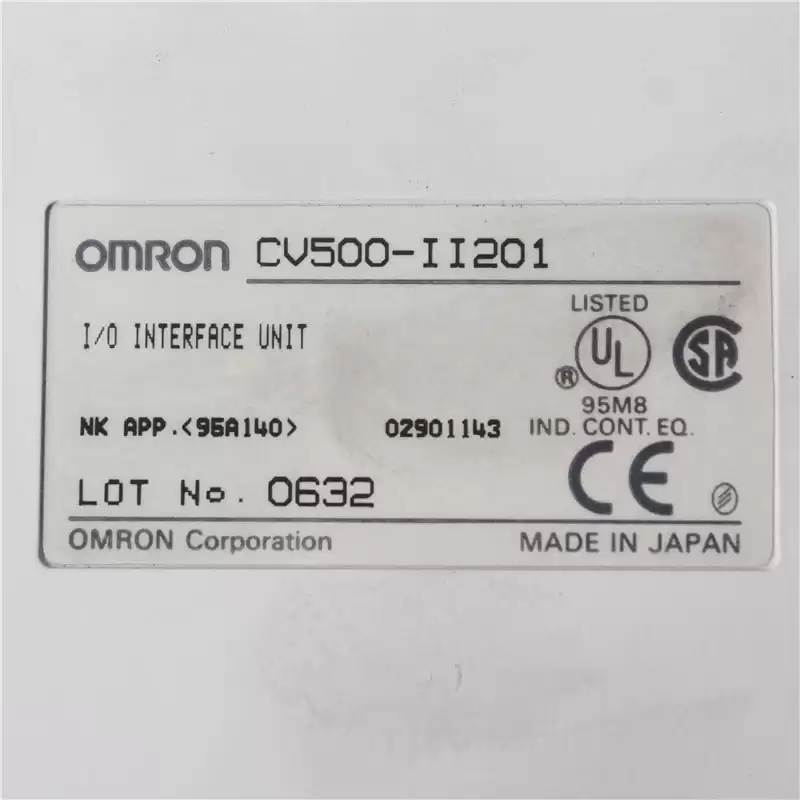 OMRON CV500-II201
LISTED
I/O INTERFACE UNIT
UL
®
SA
95M8
NK APP.<95A140> 02901143 IND. CONT. EQ.
LOT No. 0632
CE
OMRON Corporation MADE IN JAPAN